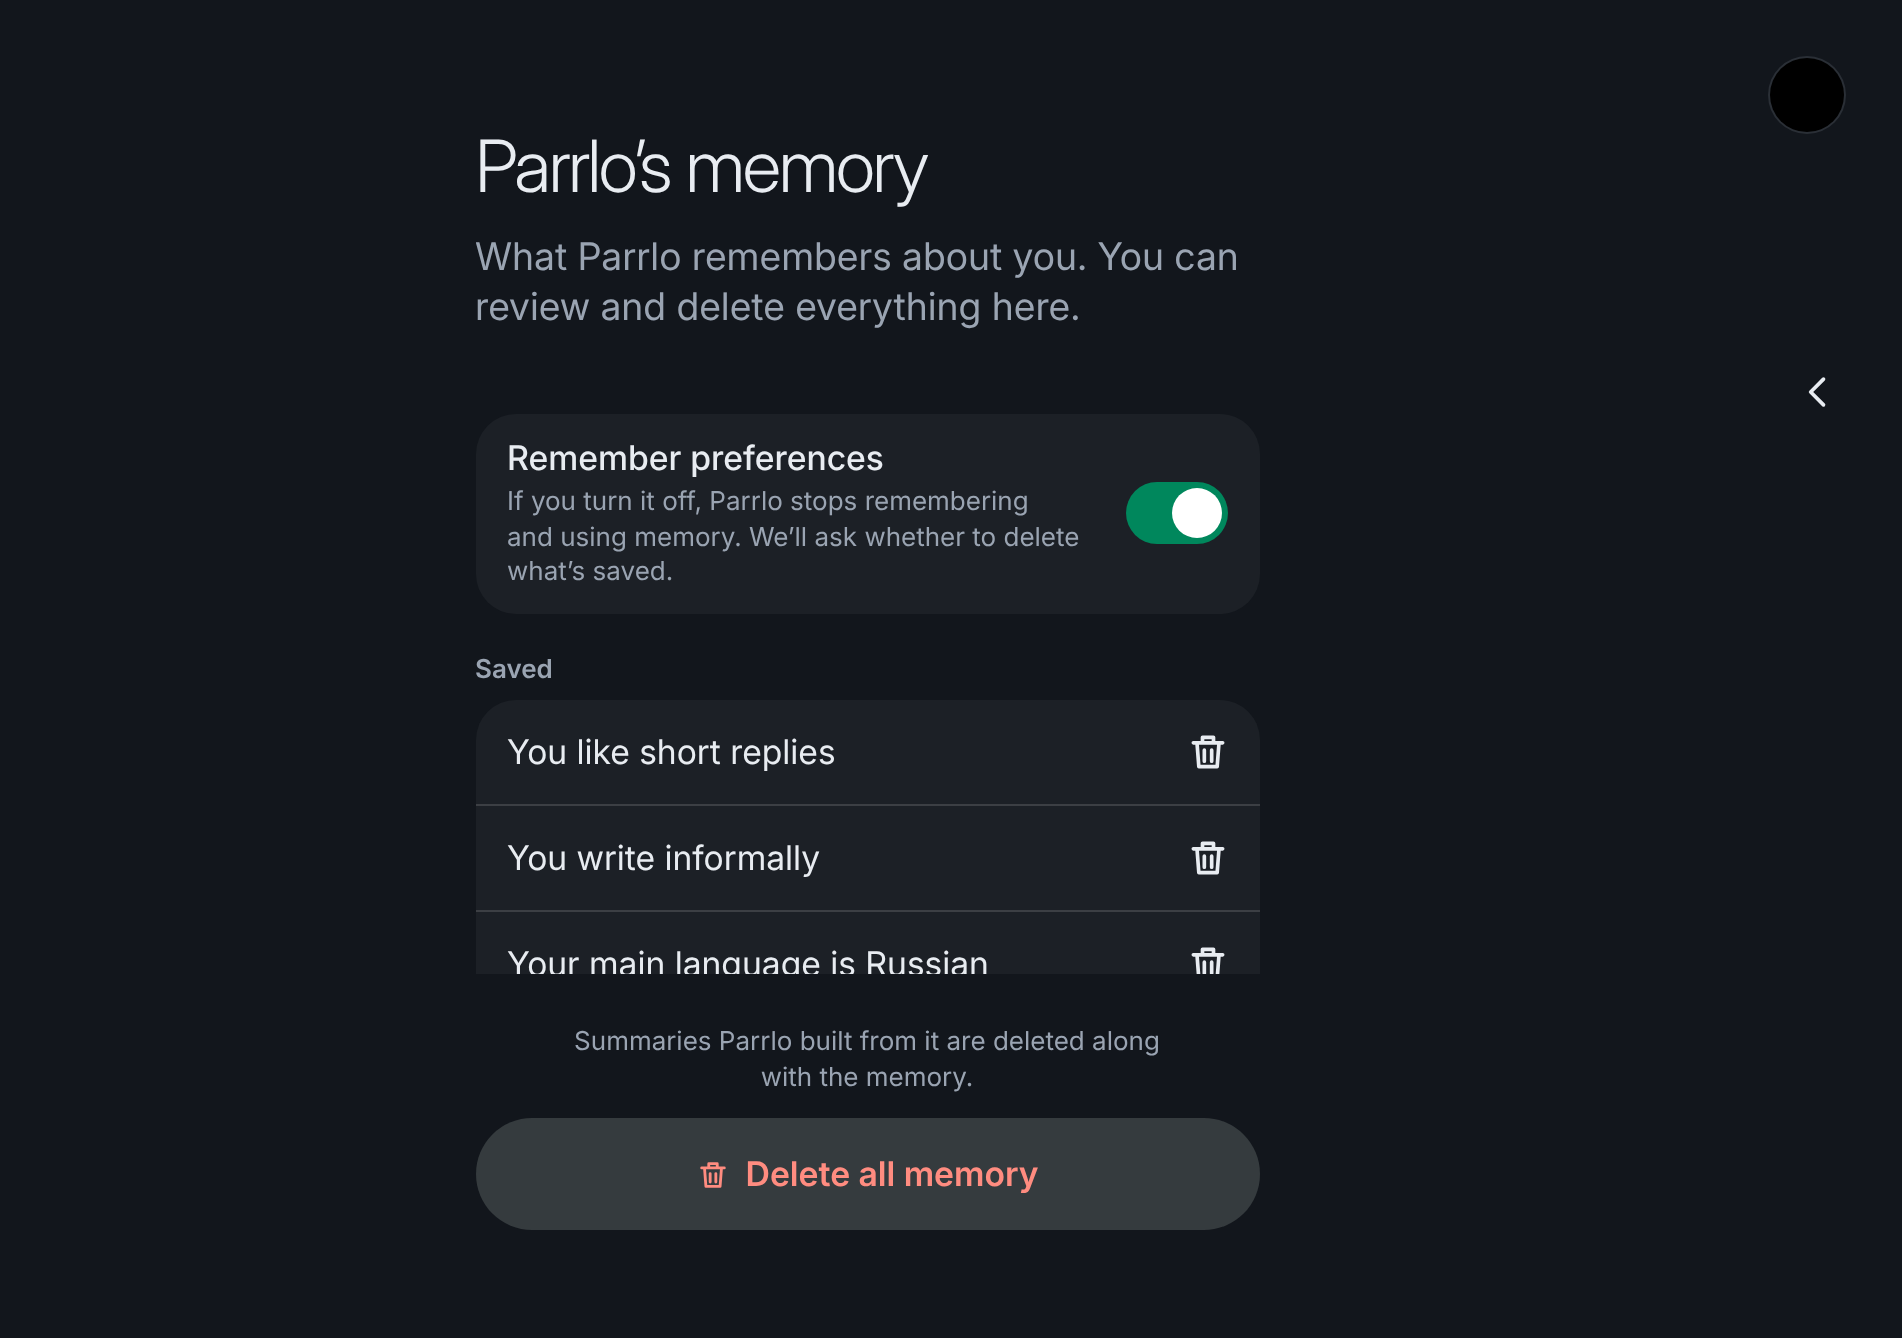 Parrlo’s memory
What Parrlo remembers about you. You can
review and delete everything here.
Remember preferences
If you turn it off, Parrlo stops remembering
and using memory. We’ll ask whether to delete
what’s saved.
Saved
You like short replies
You write informally
Your main language is Russian
Summaries Parrlo built from it are deleted along
with the memory.
Delete all memory